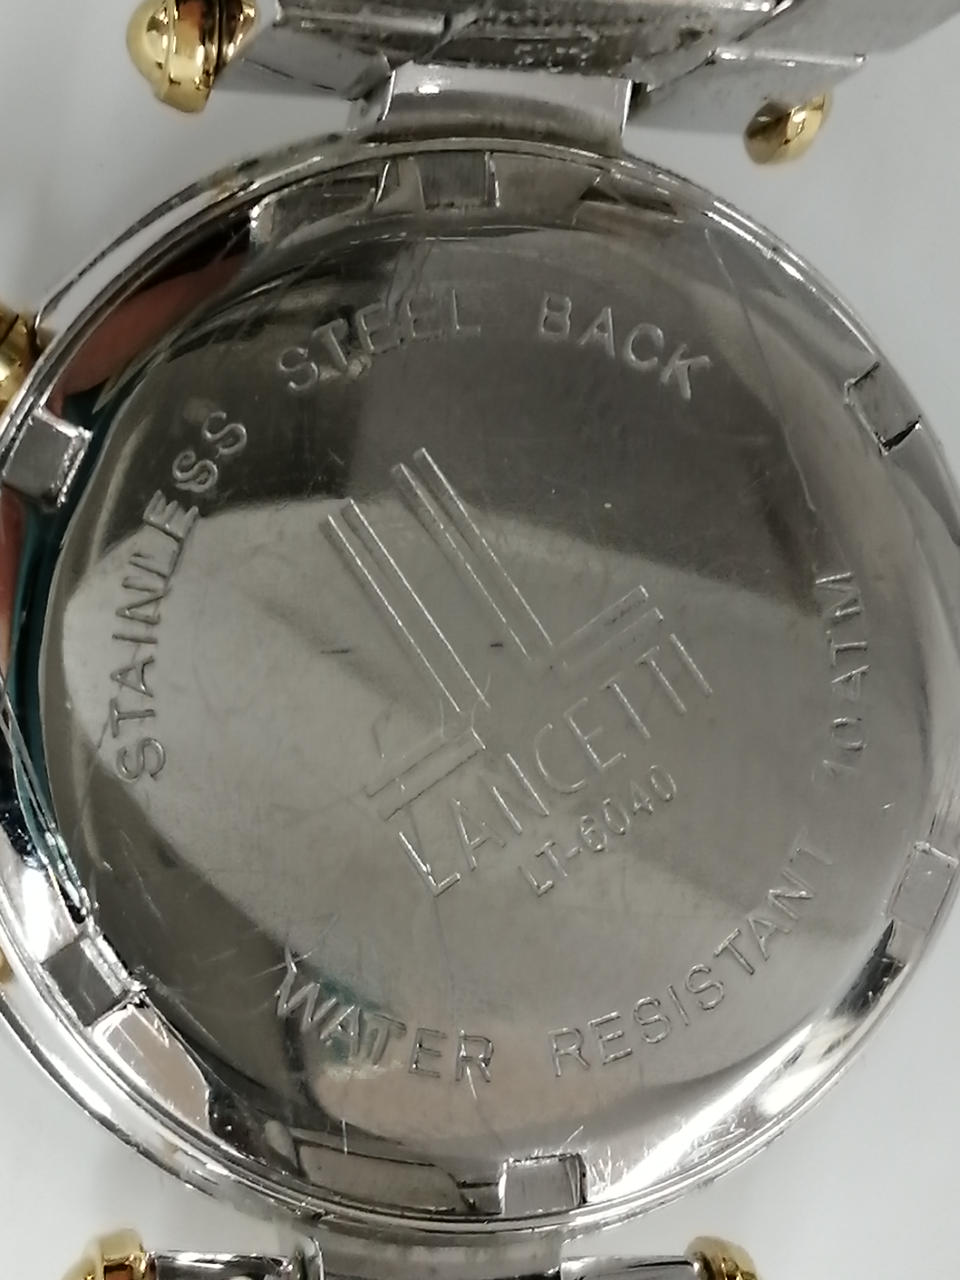 STAINLESS STEEL BACK
LANCETTI
LT-6040
WATER RESISTANT 10ATM